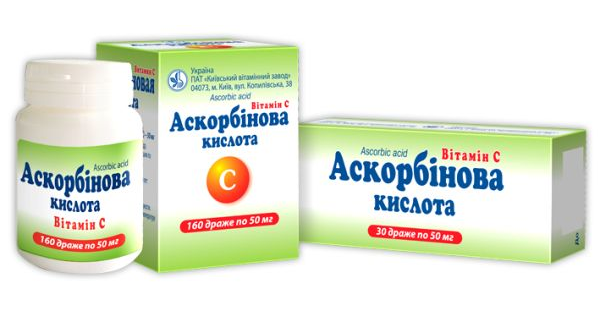 Ascorbic acid
Аскорбінова
кислота
Вітамін С
160 драже по 50 мг
Україна
ПАТ «Київський вітамінний завод»
04073, м. Київ, вул. Копилівська, 38
Ascorbic acid
Вітамін С
Аскорбінова
кислота
С
160 драже по 50 мг
Ascorbic acid
Вітамін С
Аскорбінова
кислота
30 драже по 50 мг